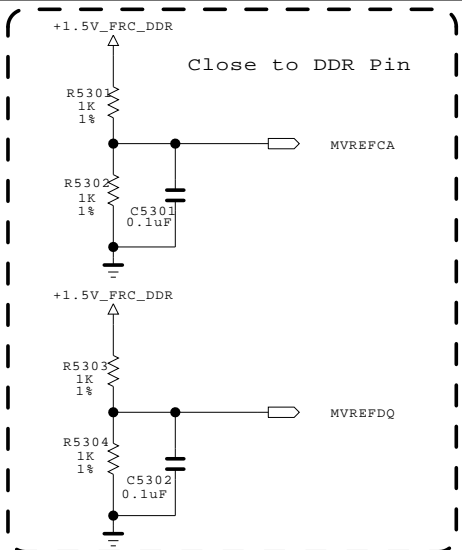 +1.5V_FRC_DDR
Close to DDR Pin
R5301
1K
1%
MVREFCA
R5302
1K
1%
C5301
0.1uF
+1.5V_FRC_DDR
R5303
1K
1%
MVREFDQ
R5304
1K
1%
C5302
0.1uF